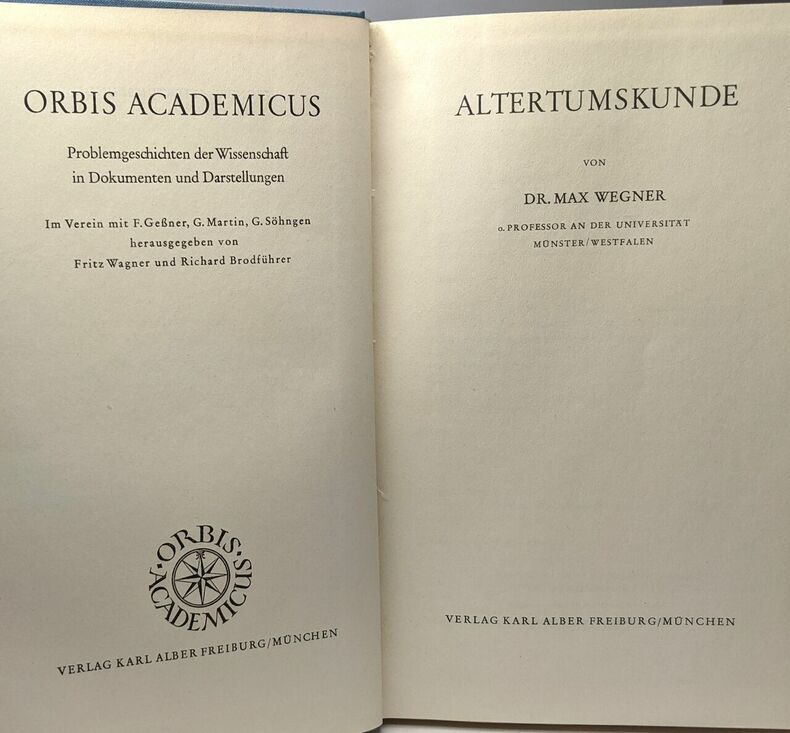 ORBIS ACADEMICUS
Problemgeschichten der Wissenschaft
in Dokumenten und Darstellungen
Im Verein mit F. Geßner, G. Martin, G. Söhngen
herausgegeben von
Fritz Wagner und Richard Brodführer
·ORBIS·
ACADEMICUS
VERLAG KARL ALBER FREIBURG/MÜNCHEN
ALTERTUMSKUNDE
VON
DR. MAX WEGNER
o. PROFESSOR AN DER UNIVERSITÄT
MÜNSTER/WESTFALEN
VERLAG KARL ALBER FREIBURG/MÜNCHEN